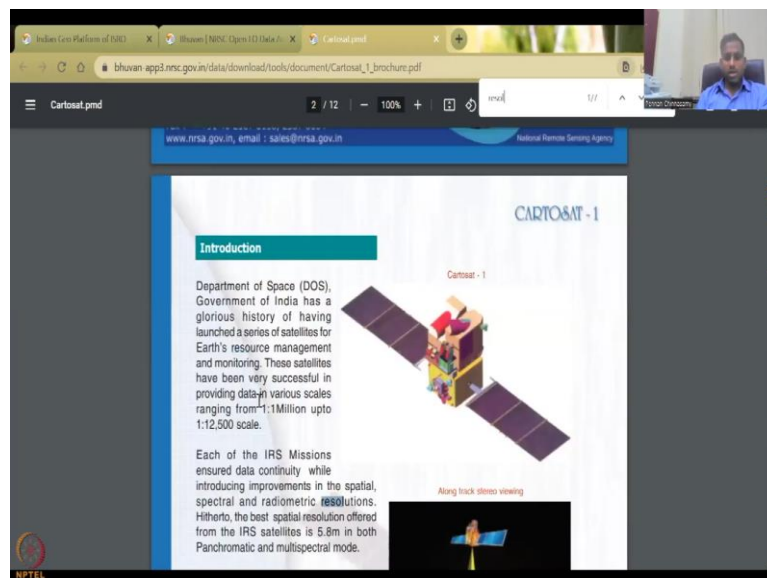 Indian Geo Platform of ISRO
Bhuvan | NRSC Open EO Data Ar
Cartosat.pmd
bhuvan-app3.nrsc.gov.in/data/download/tools/document/Cartosat_1_brochure.pdf
Cartosat.pmd
2 / 12
100%
resol
1/7
www.nrsa.gov.in, email : sales@nrsa.gov.in
National Remote Sensing Agency
CARTOSAT - 1
Introduction
Cartosat - 1
Department of Space (DOS),
Government of India has a
glorious history of having
launched a series of satellites for
Earth's resource management
and monitoring. These satellites
have been very successful in
providing data in various scales
ranging from 1:1Million upto
1:12,500 scale.
Each of the IRS Missions
ensured data continuity while
introducing improvements in the spatial,
spectral and radiometric resolutions.
Hitherto, the best spatial resolution offered
from the IRS satellites is 5.8m in both
Panchromatic and multispectral mode.
Along track stereo viewing
NPTEL